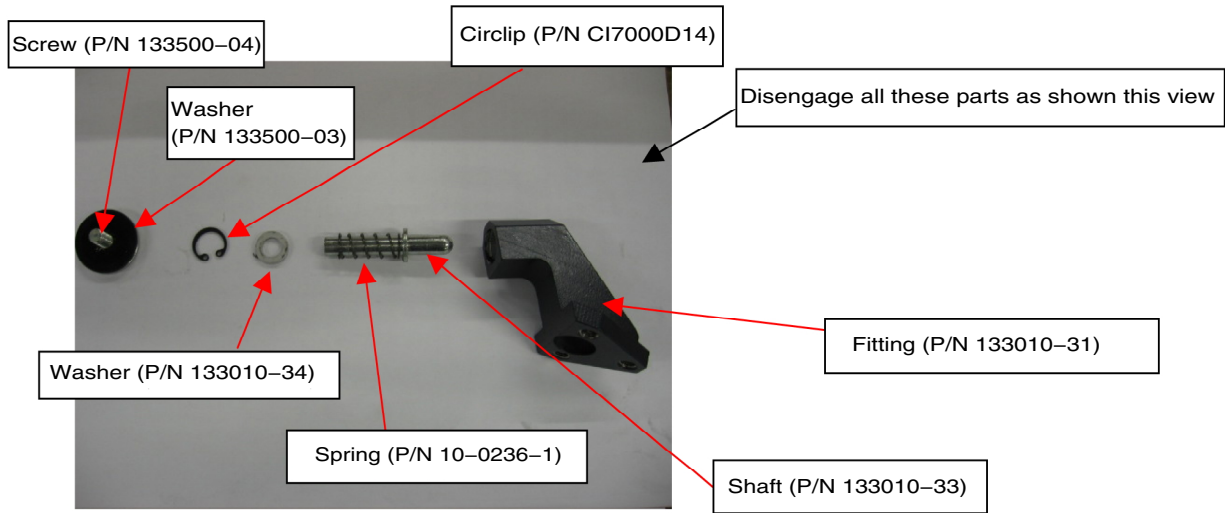 Screw (P/N 133500–04)
Circlip (P/N CI7000D14)
Washer
(P/N 133500–03)
Disengage all these parts as shown this view
Fitting (P/N 133010–31)
Washer (P/N 133010–34)
Spring (P/N 10–0236–1)
Shaft (P/N 133010–33)